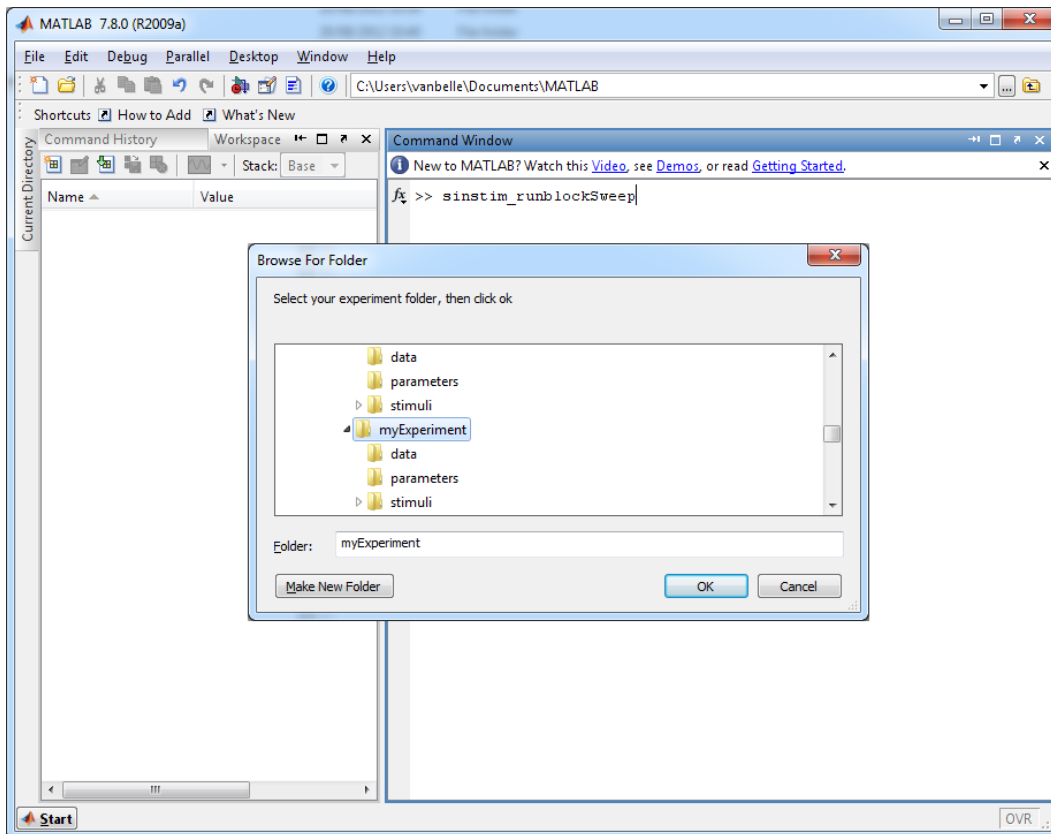 MATLAB 7.8.0 (R2009a)
File Edit Debug Parallel Desktop Window Help
C:\Users\vanbelle\Documents\MATLAB
Shortcuts How to Add What's New
Current Directory
Command History Workspace
Stack: Base
Name Value
Command Window
New to MATLAB? Watch this Video, see Demos, or read Getting Started.
fx >> sinstim_runblockSweep
Browse For Folder
Select your experiment folder, then click ok
data
parameters
stimuli
myExperiment
data
parameters
stimuli
Folder: myExperiment
Make New Folder OK Cancel
Start OVR